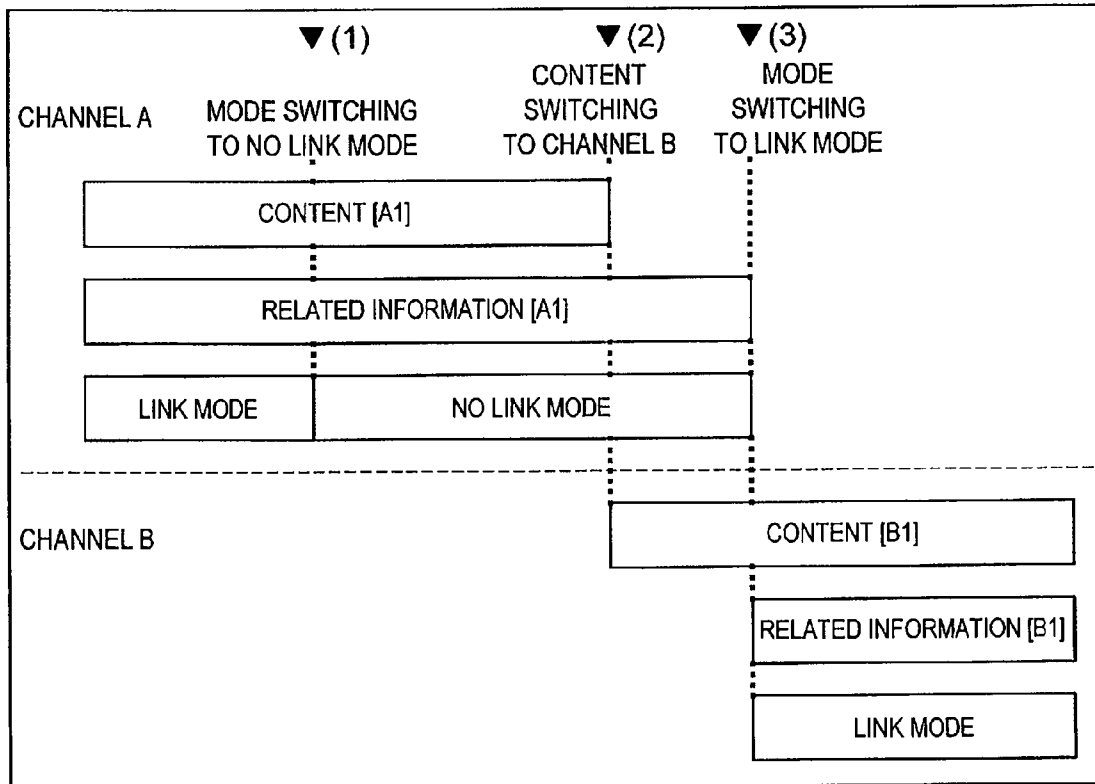 ▼(1)
▼(2)
▼(3)
CHANNEL A
MODE SWITCHING
TO NO LINK MODE
CONTENT
SWITCHING
TO CHANNEL B
MODE
SWITCHING
TO LINK MODE
CONTENT [A1]
RELATED INFORMATION [A1]
LINK MODE
NO LINK MODE
CHANNEL B
CONTENT [B1]
RELATED INFORMATION [B1]
LINK MODE